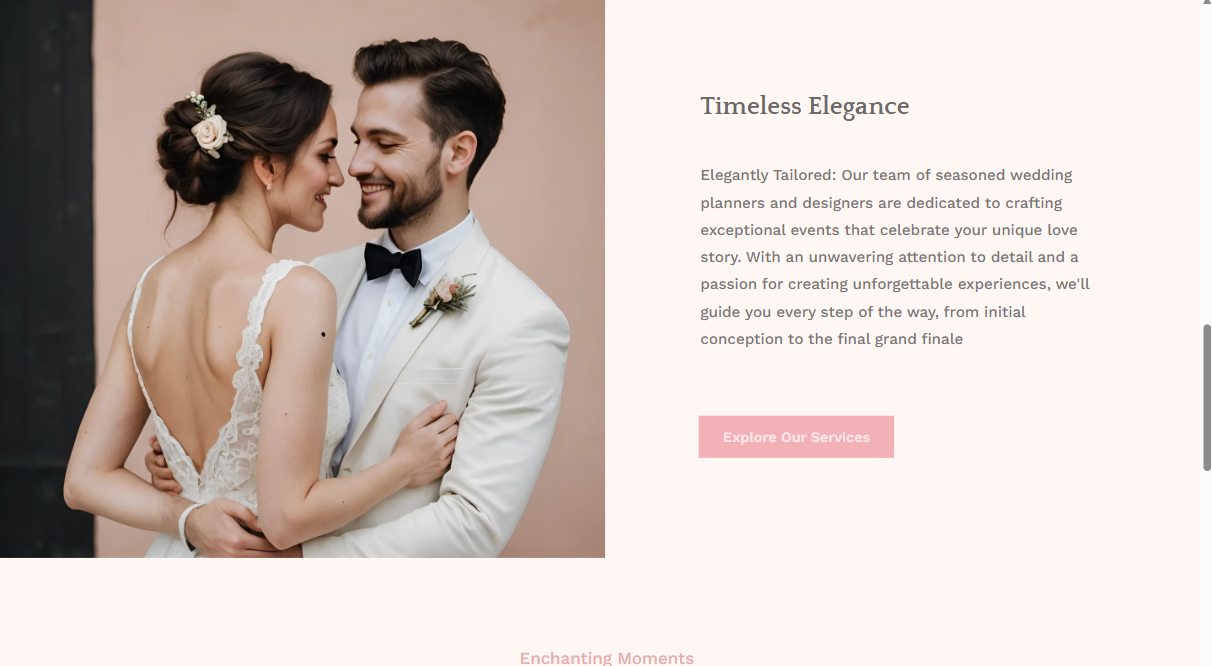 Timeless Elegance
Elegantly Tailored: Our team of seasoned wedding
planners and designers are dedicated to crafting
exceptional events that celebrate your unique love
story. With an unwavering attention to detail and a
passion for creating unforgettable experiences, we'll
guide you every step of the way, from initial
conception to the final grand finale
Explore Our Services
Enchanting Moments